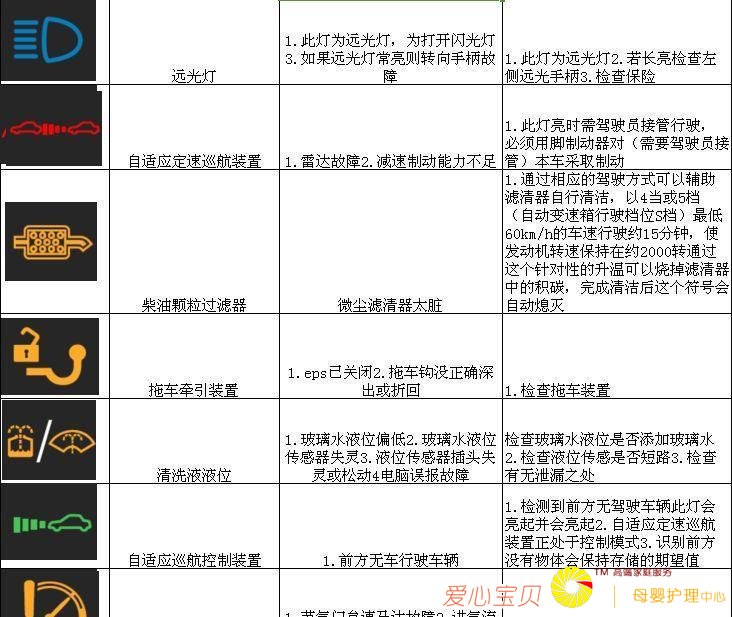 1.此灯为远光灯，为打开闪光灯
3.如果远光灯常亮则转向手柄故
障
远光灯
1.此灯为远光灯2.若长亮检查左
侧远光手柄3.检查保险
自适应定速巡航装置
1.雷达故障2.减速制动能力不足
1.此灯亮时需驾驶员接管行驶，
必须用脚制动器对（需要驾驶员接
管）本车采取制动
柴油颗粒过滤器
微尘滤清器太脏
1.通过相应的驾驶方式可以辅助
滤清器自行清洁，以4当或5档
（自动变速箱行驶档位S档）最低
60km/h的车速行驶约15分钟，使
发动机转速保持在约2000转通过
这个针对性的升温可以烧掉滤清器
中的积碳，完成清洁后这个符号会
自动熄灭
拖车牵引装置
1.eps已关闭2.拖车钩没正确深
出或折回
1.检查拖车装置
清洗液液位
1.玻璃水液位偏低2.玻璃水液位
传感器失灵3.液位传感器插头失
灵或松动4电脑误报故障
检查玻璃水液位是否添加玻璃水
2.检查液位传感是否短路3.检查
有无泄漏之处
自适应巡航控制装置
1.前方无车行驶车辆
1.检测到前方无驾驶车辆此灯会
亮起并会亮起2.自适应定速巡航
装置正处于控制模式3.识别前方
没有物体会保持存储的期望值
爱心宝贝
TM 高端家庭服务
母婴护理中心